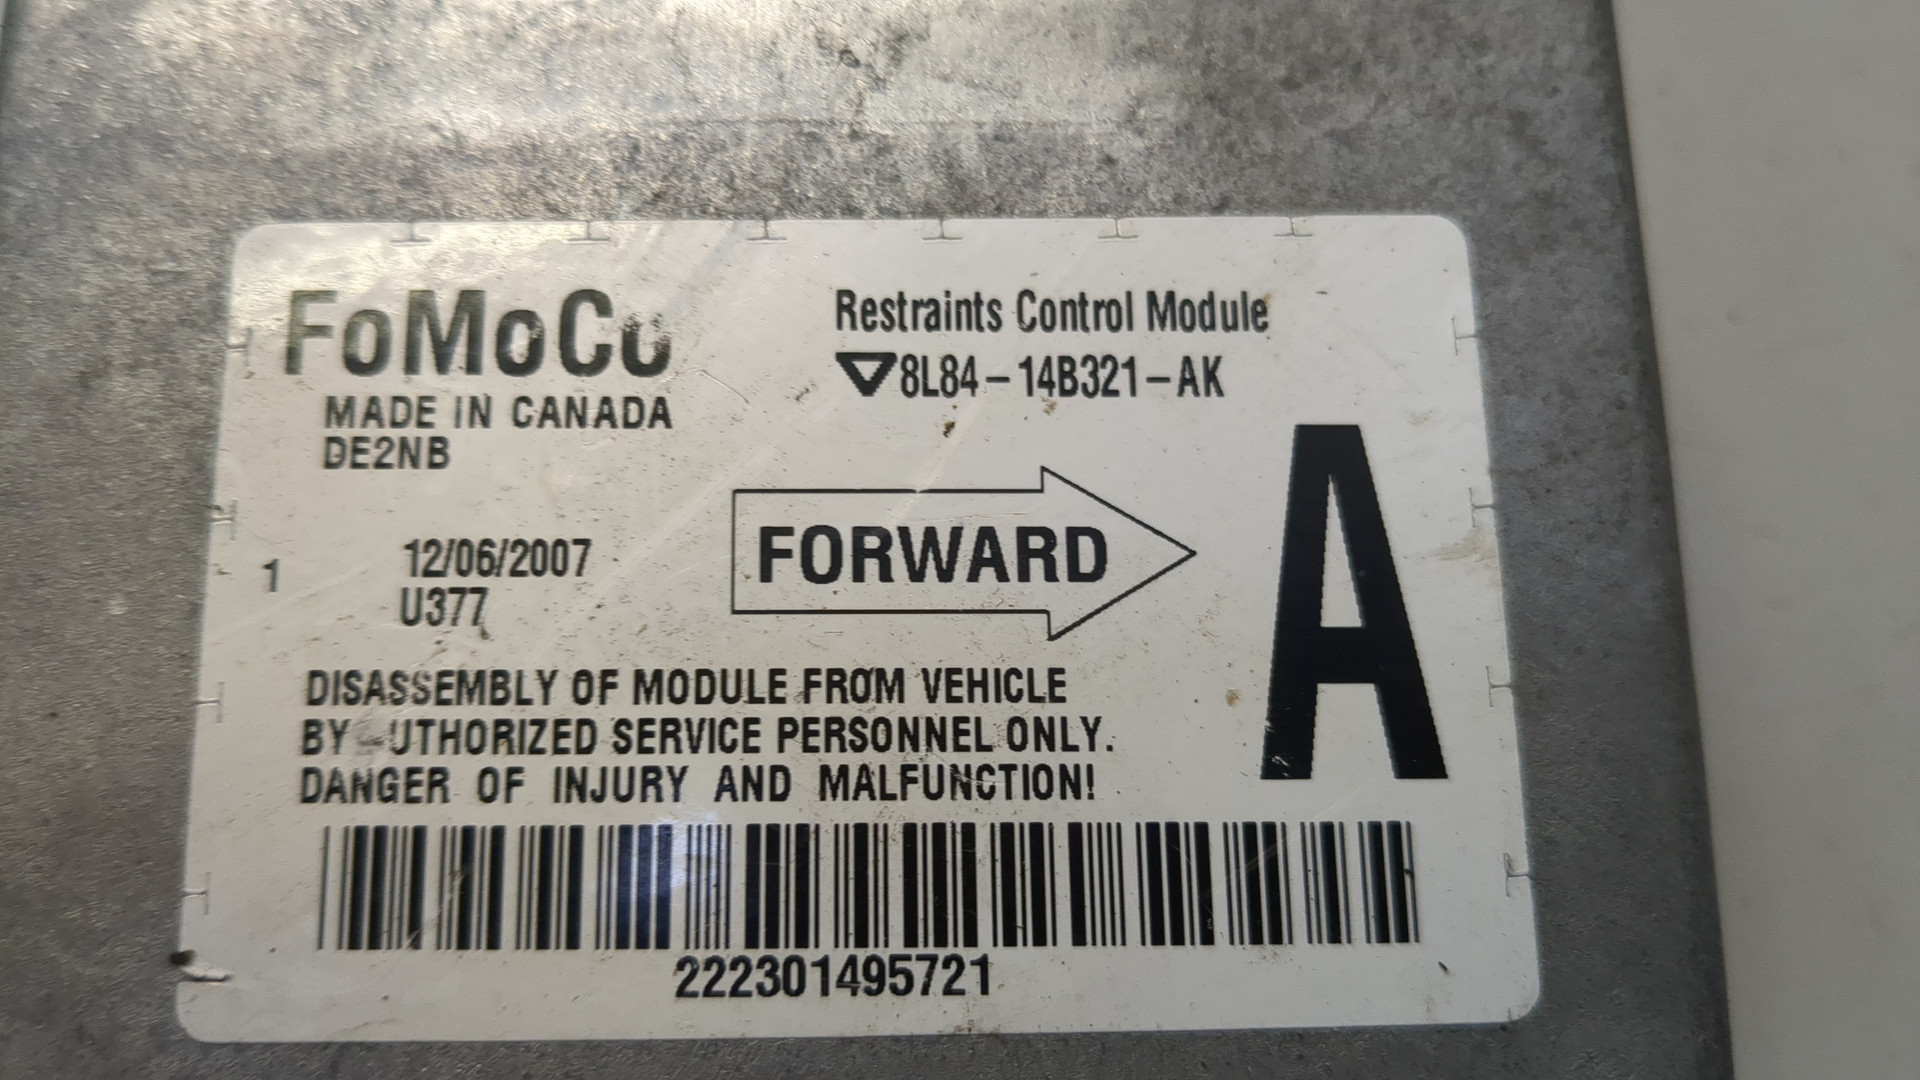 FoMoCo
MADE IN CANADA
DE2NB
Restraints Control Module
8L84-14B321-AK
FORWARD
A
1
12/06/2007
U377
DISASSEMBLY OF MODULE FROM VEHICLE
BY UTHORIZED SERVICE PERSONNEL ONLY.
DANGER OF INJURY AND MALFUNCTION!
222301495721